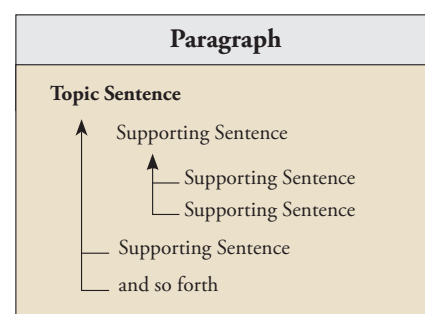 Paragraph
Topic Sentence
Supporting Sentence
Supporting Sentence
Supporting Sentence
Supporting Sentence
and so forth